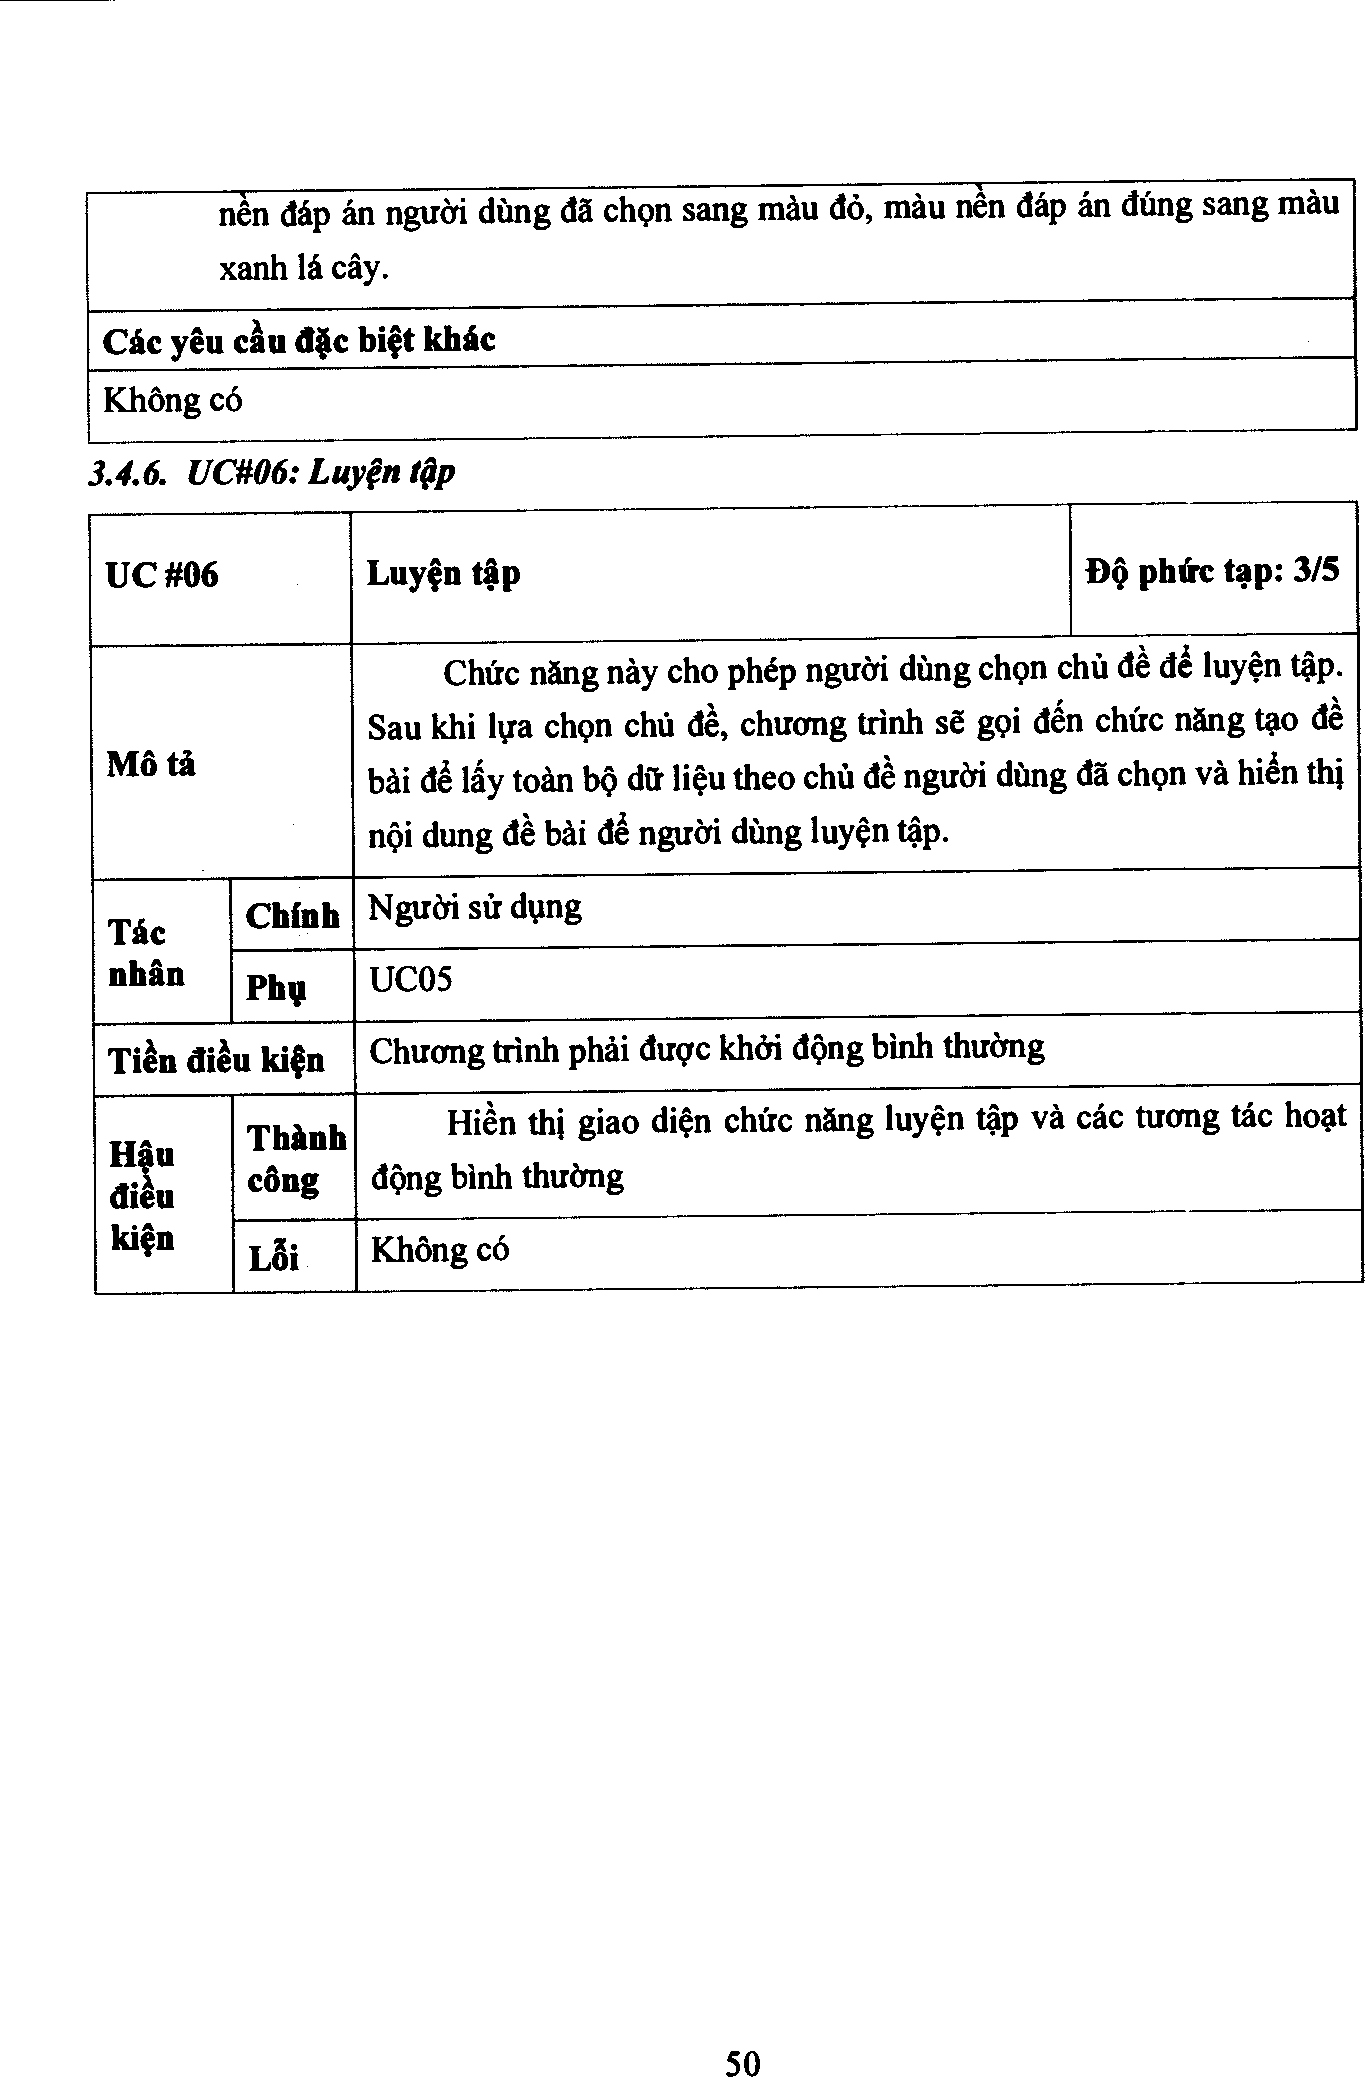 nền đáp án người dùng đã chọn sang màu đỏ, màu nền đáp án đúng sang màu
xanh lá cây.
Các yêu cầu đặc biệt khác
Không có
3.4.6. UC#06: Luyện tập
UC #06 Luyện tập Độ phức tạp: 3/5
Mô tả
Chức năng này cho phép người dùng chọn chủ đề để luyện tập.
Sau khi lựa chọn chủ đề, chương trình sẽ gọi đến chức năng tạo đề
bài để lấy toàn bộ dữ liệu theo chủ đề người dùng đã chọn và hiển thị
nội dung đề bài để người dùng luyện tập.
Tác
nhân
Chính Người sử dụng
Phụ UC05
Tiền điều kiện Chương trình phải được khởi động bình thường
Hậu
điều
kiện
Thành
công
Hiền thị giao diện chức năng luyện tập và các tương tác hoạt
động bình thường
Lỗi Không có
50